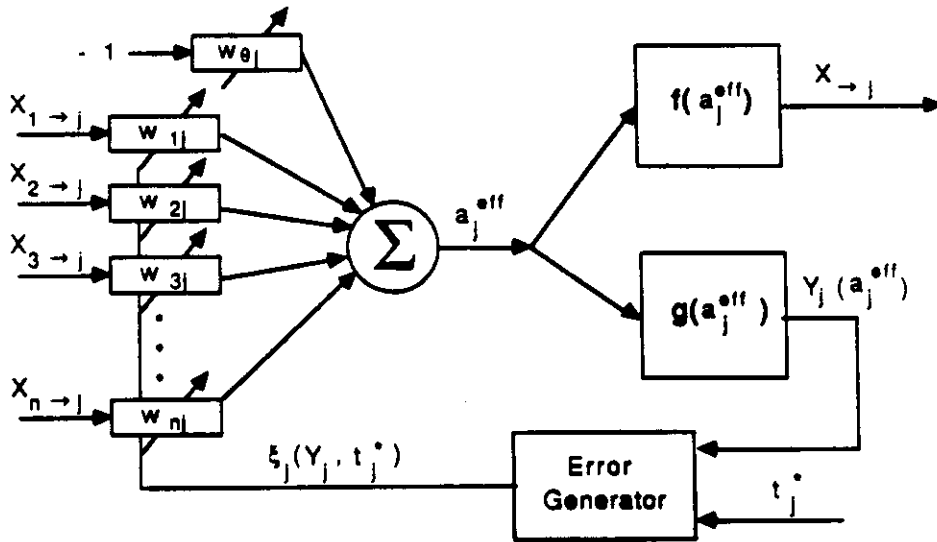 - 1
w θj
X 1 → j
w 1j
X 2 → j
w 2j
X 3 → j
w 3j
X n → j
w nj
Σ
a j eff
f( a j eff )
X → j
g( a j eff )
Y j ( a j eff )
ξ j ( Y j , t j * )
Error
Generator
t j *